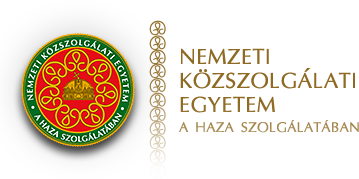 NEMZETI KÖZSZOLGÁLATI EGYETEM
• A HAZA SZOLGÁLATÁBAN •
NEMZETI
KÖZSZOLGÁLATI
EGYETEM
A HAZA SZOLGÁLATÁBAN